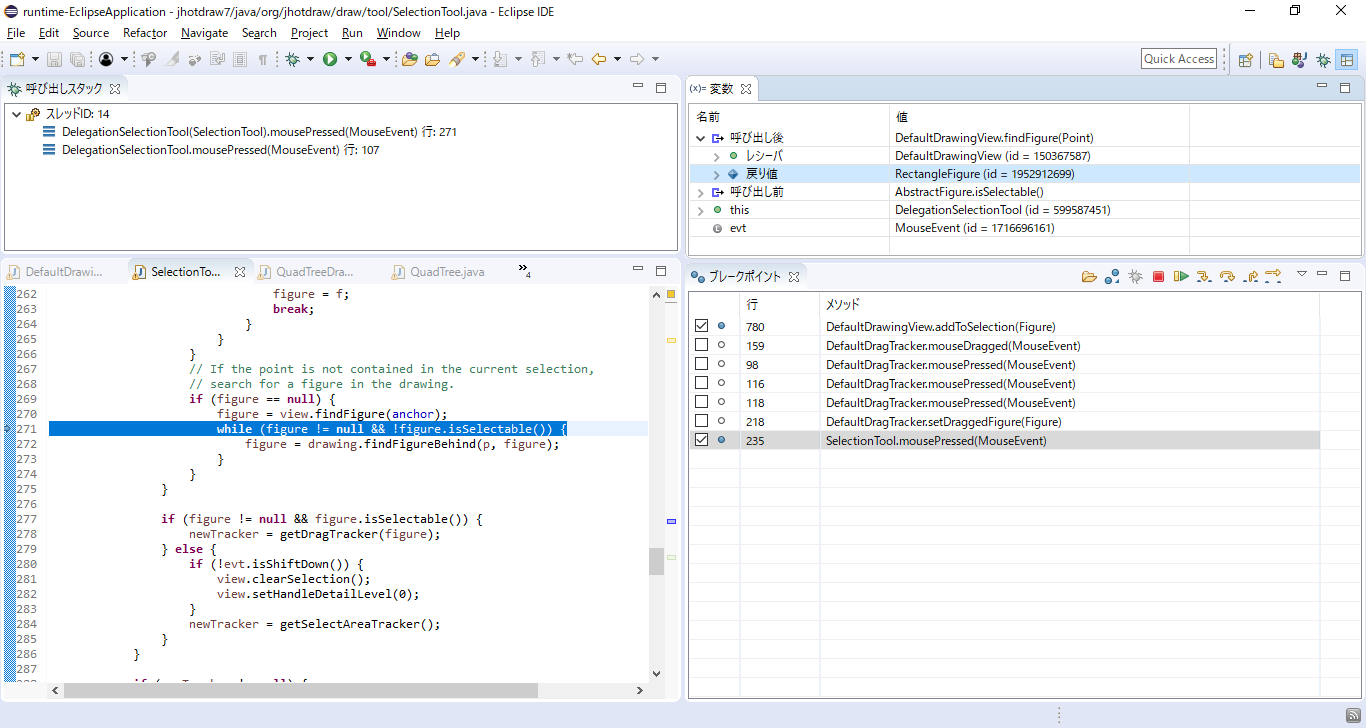 runtime-EclipseApplication - jhotdraw7/java/org/jhotdraw/draw/tool/SelectionTool.java - Eclipse IDE
File Edit Source Refactor Navigate Search Project Run Window Help
Quick Access
呼び出しスタック
スレッドID: 14
DelegationSelectionTool(SelectionTool).mousePressed(MouseEvent) 行: 271
DelegationSelectionTool.mousePressed(MouseEvent) 行: 107
(x)= 変数
名前 値
呼び出し後 DefaultDrawingView.findFigure(Point)
レシーバ DefaultDrawingView (id = 150367587)
戻り値 RectangleFigure (id = 1952912699)
呼び出し前 AbstractFigure.isSelectable()
this DelegationSelectionTool (id = 599587451)
evt MouseEvent (id = 1716696161)
DefaultDrawi... SelectionTo... QuadTreeDra... QuadTree.java »4
262 figure = f;
263 break;
264 }
265 }
266 }
267 // If the point is not contained in the current selection,
268 // search for a figure in the drawing.
269 if (figure == null) {
270 figure = view.findFigure(anchor);
271 while (figure != null && !figure.isSelectable()) {
272 figure = drawing.findFigureBehind(p, figure);
273 }
274 }
275 }
276
277 if (figure != null && figure.isSelectable()) {
278 newTracker = getDragTracker(figure);
279 } else {
280 if (!evt.isShiftDown()) {
281 view.clearSelection();
282 view.setHandleDetailLevel(0);
283 }
284 newTracker = getSelectAreaTracker();
285 }
286 }
287
ブレークポイント
行 メソッド
780 DefaultDrawingView.addToSelection(Figure)
159 DefaultDragTracker.mouseDragged(MouseEvent)
98 DefaultDragTracker.mousePressed(MouseEvent)
116 DefaultDragTracker.mousePressed(MouseEvent)
118 DefaultDragTracker.mousePressed(MouseEvent)
218 DefaultDragTracker.setDraggedFigure(Figure)
235 SelectionTool.mousePressed(MouseEvent)